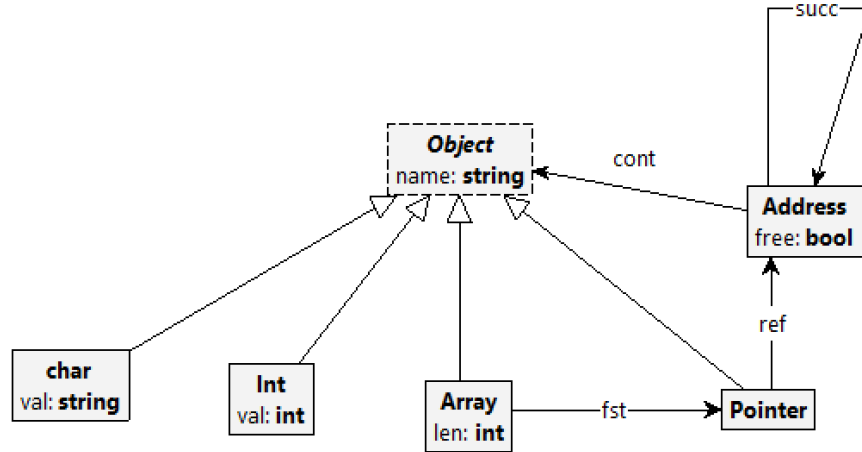 succ
Object
name: string
cont
Address
free: bool
ref
char
val: string
Int
val: int
Array
len: int
fst
Pointer